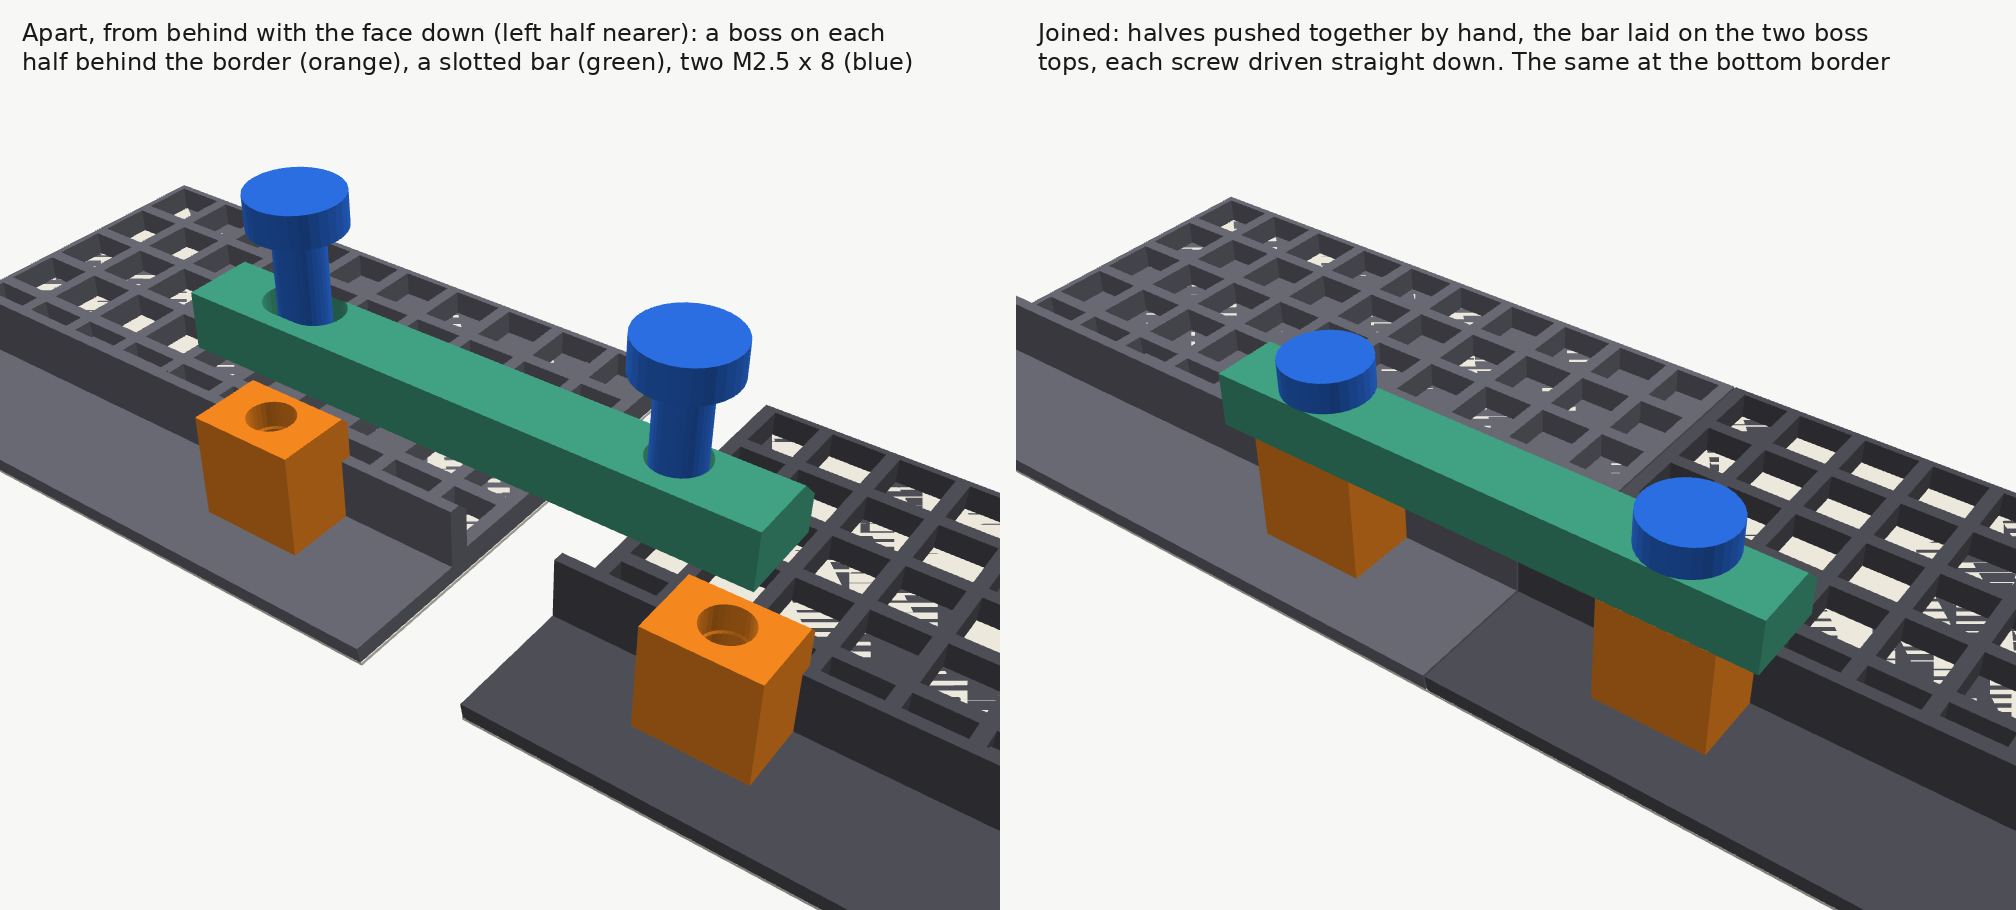 Apart, from behind with the face down (left half nearer): a boss on each
half behind the border (orange), a slotted bar (green), two M2.5 x 8 (blue)
Joined: halves pushed together by hand, the bar laid on the two boss
tops, each screw driven straight down. The same at the bottom border